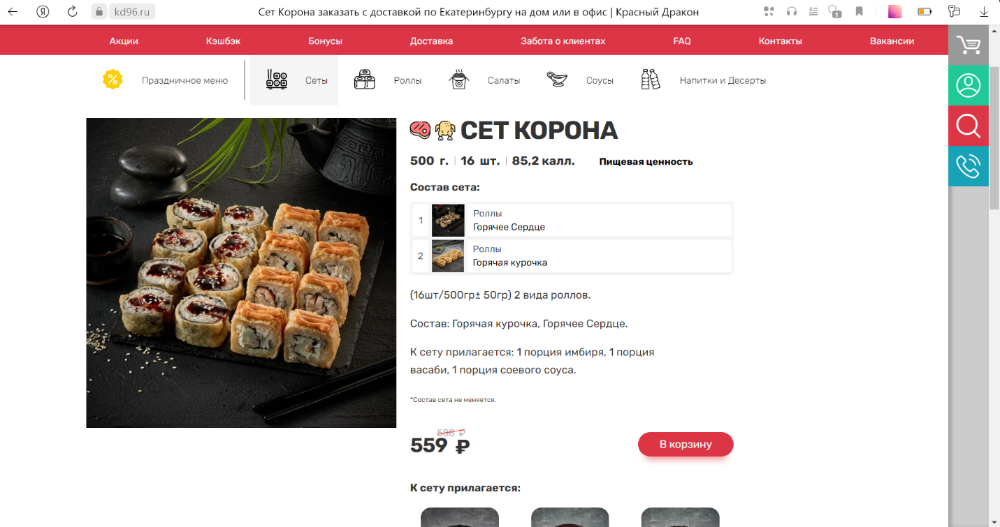 kd96.ru
Сет Корона заказать с доставкой по Екатеринбургу на дом или в офис | Красный Дракон
1
Акции
Кэшбэк
Бонусы
Доставка
Забота о клиентах
FAQ
Контакты
Вакансии
%
Праздничное меню
Сеты
Роллы
Салаты
Соусы
Напитки и Десерты
СЕТ КОРОНА
500 г. | 16 шт. | 85,2 калл.
Пищевая ценность
Состав сета:
1
Роллы
Горячее Сердце
2
Роллы
Горячая курочка
(16шт/500гр± 50гр) 2 вида роллов.
Состав: Горячая курочка, Горячее Сердце.
К сету прилагается: 1 порция имбиря, 1 порция
васаби, 1 порция соевого соуса.
*Состав сета не меняется.
588 ₽
559 ₽
В корзину
К сету прилагается: